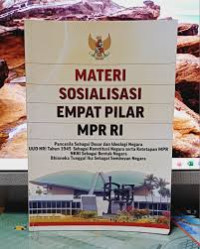 MATERI
SOSIALISASI
EMPAT PILAR
MPR RI
Pancasila Sebagai Dasar dan Ideologi Negara
UUD NRI Tahun 1945 Sebagai Konstitusi Negara serta Ketetapan MPR
NKRI Sebagai Bentuk Negara
Bhinneka Tunggal Ika Sebagai Semboyan Negara